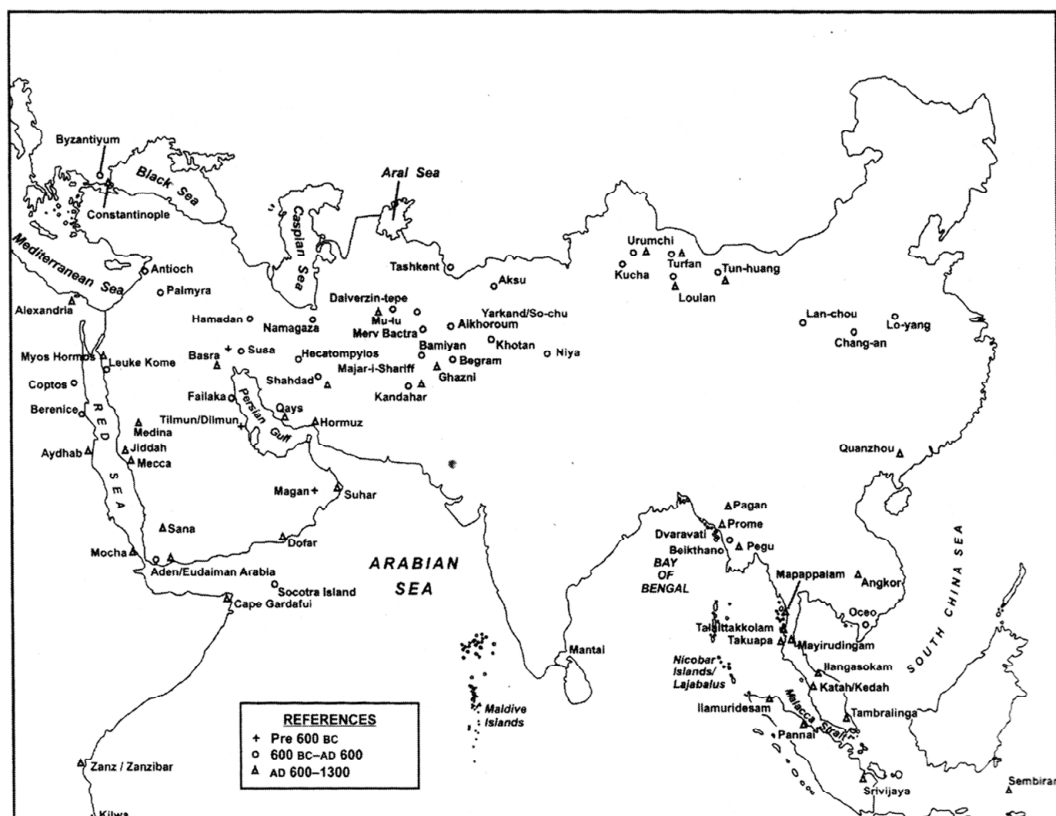 Byzantiyum
Black Sea
Aral Sea
Constantinople
Caspian Sea
Mediterranean Sea
Antioch
Palmyra
Alexandria
Tashkent
Aksu
Urumchi
Kucha
Turfan
Tun-huang
Loulan
Dalverzin-tepe
Hamadan
Namagaza
Mu-lu
Merv Bactra
Aikhoroum
Yarkand/So-chu
Khotan
Niya
Lan-chou
Lo-yang
Chang-an
Myos Hormos
Leuke Kome
Basra
Susa
Hecatompylos
Bamiyan
Begram
Majar-i-Shariff
Ghazni
Coptos
Shahdad
Kandahar
Failaka
Persian Gulf
Qays
Berenice
RED SEA
Tilmun/Dilmun
Hormuz
Medina
Aydhab
Jiddah
Mecca
Quanzhou
Magan
Suhar
Sana
Dofar
Mocha
Aden/Eudaiman Arabia
ARABIAN
SEA
Socotra Island
Cape Gardafui
Pagan
Prome
Dvaravati
Beikthano
Pegu
BAY
OF
BENGAL
Mapappalam
Angkor
SOUTH CHINA SEA
Oceo
Talaittakkolam
Takuapa
Mayirudingam
Mantai
Nicobar
Islands/
Lajabalus
Ilangasokam
Katah/Kedah
Maldive
Islands
Ilamuridesam
Malacca Strait
Tambralinga
Pannai
REFERENCES
+ Pre 600 BC
o 600 BC–AD 600
△ AD 600–1300
Zanz / Zanzibar
Srivijaya
Sembiran
Kilwa